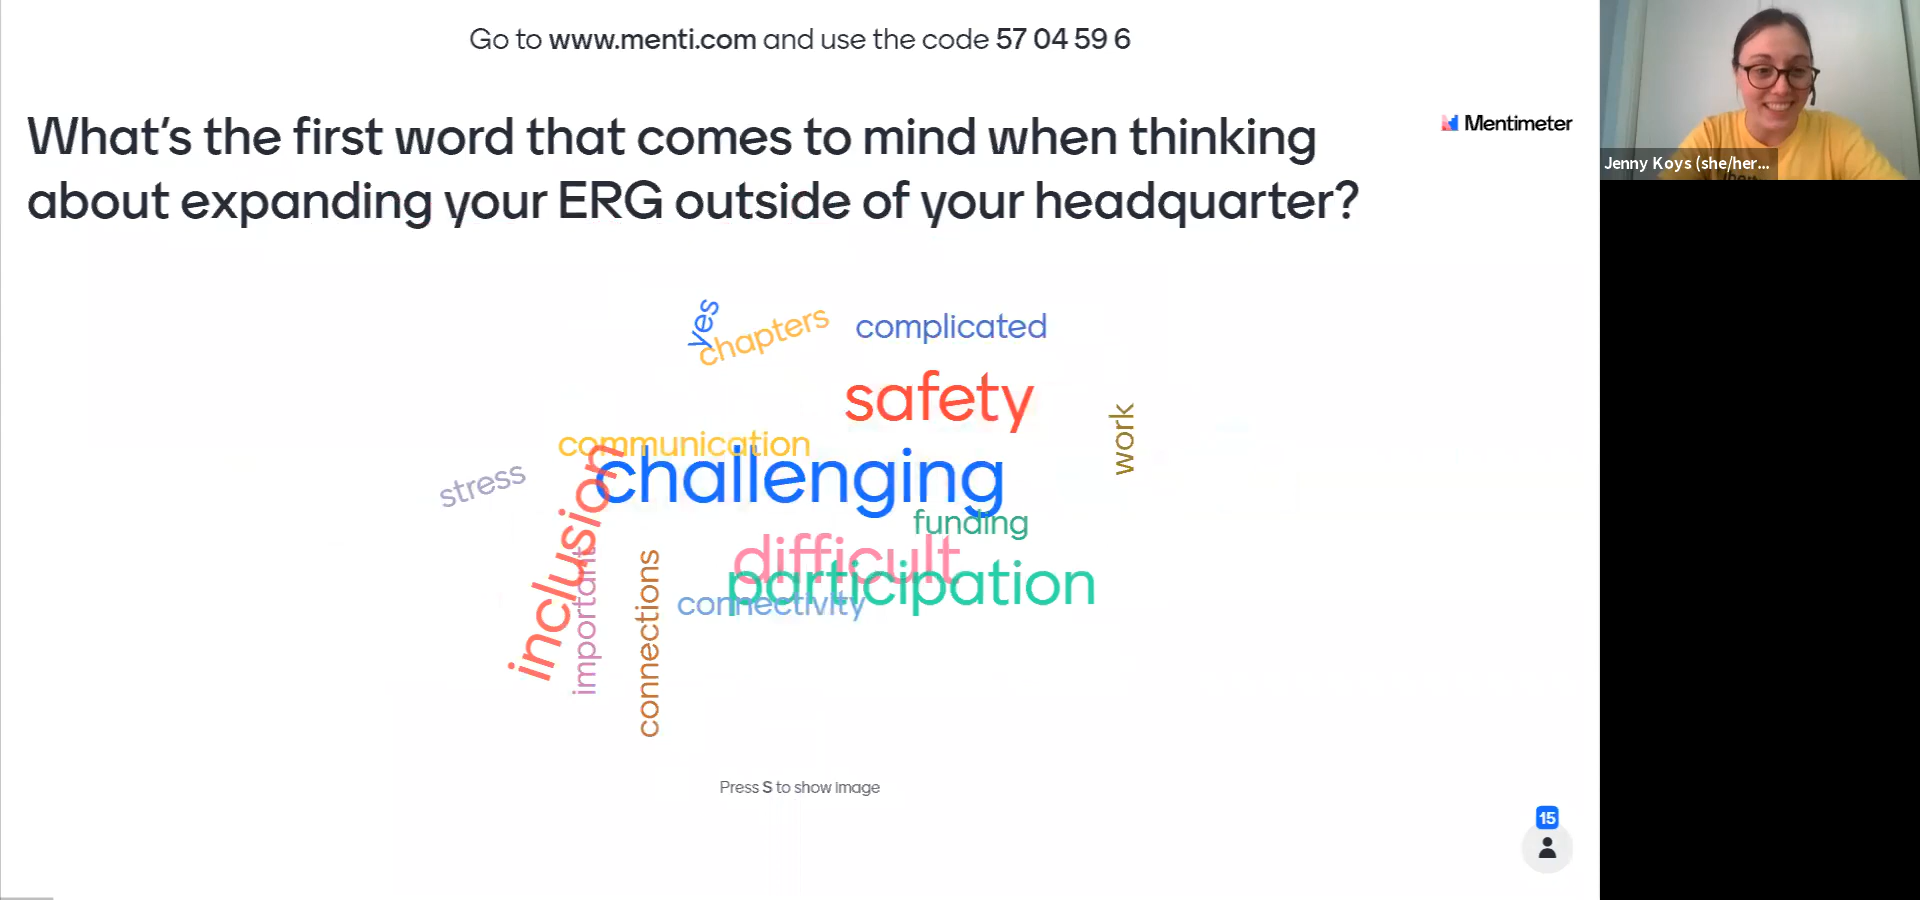 Go to www.menti.com and use the code 57 04 59 6
What's the first word that comes to mind when thinking
about expanding your ERG outside of your headquarter?
Mentimeter
Jenny Koys (she/her...
yes
chapters
complicated
safety
work
communication
challenging
stress
inclusion
funding
difficult
participation
important
connections
connectivity
Press S to show image
15